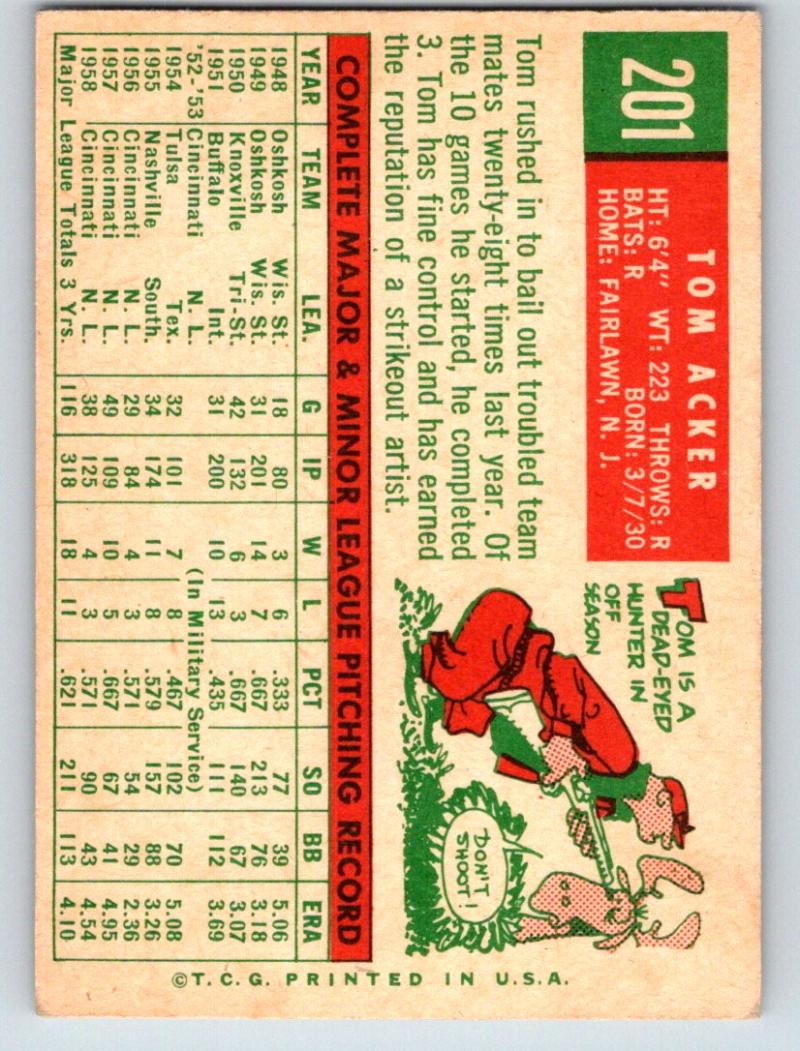 201
TOM ACKER
HT: 6'4" WT: 223 THROWS: R
BATS: R BORN: 3/7/30
HOME: FAIRLAWN, N. J.
Tom rushed in to bail out troubled team
mates twenty-eight times last year. Of
the 10 games he started, he completed
3. Tom has fine control and has earned
the reputation of a strikeout artist.
TOM IS A
DEAD-EYED
HUNTER IN
OFF
SEASON
DON'T
SHOOT!
COMPLETE MAJOR & MINOR LEAGUE PITCHING RECORD
YEAR TEAM LEA. G IP W L PCT SO BB ERA
1948 Oshkosh Wis. St. 18 80 3 6 .333 77 39 5.06
1949 Oshkosh Wis. St. 31 201 14 7 .667 213 76 3.18
1950 Knoxville Tri-St. 42 132 6 3 .667 140 67 3.07
1951 Buffalo Int. 31 200 10 13 .435 111 112 3.69
'52-'53 Cincinnati N. L. (In Military Service)
1954 Tulsa Tex. 32 101 7 8 .467 102 70 5.08
1955 Nashville South. 34 174 11 8 .579 157 88 3.26
1956 Cincinnati N. L. 29 84 4 3 .571 54 29 2.36
1957 Cincinnati N. L. 49 109 10 5 .667 67 41 4.95
1958 Cincinnati N. L. 38 125 4 3 .571 90 43 4.54
Major League Totals 3 Yrs. 116 318 18 11 .621 211 113 4.10
©T. C. G. PRINTED IN U.S.A.